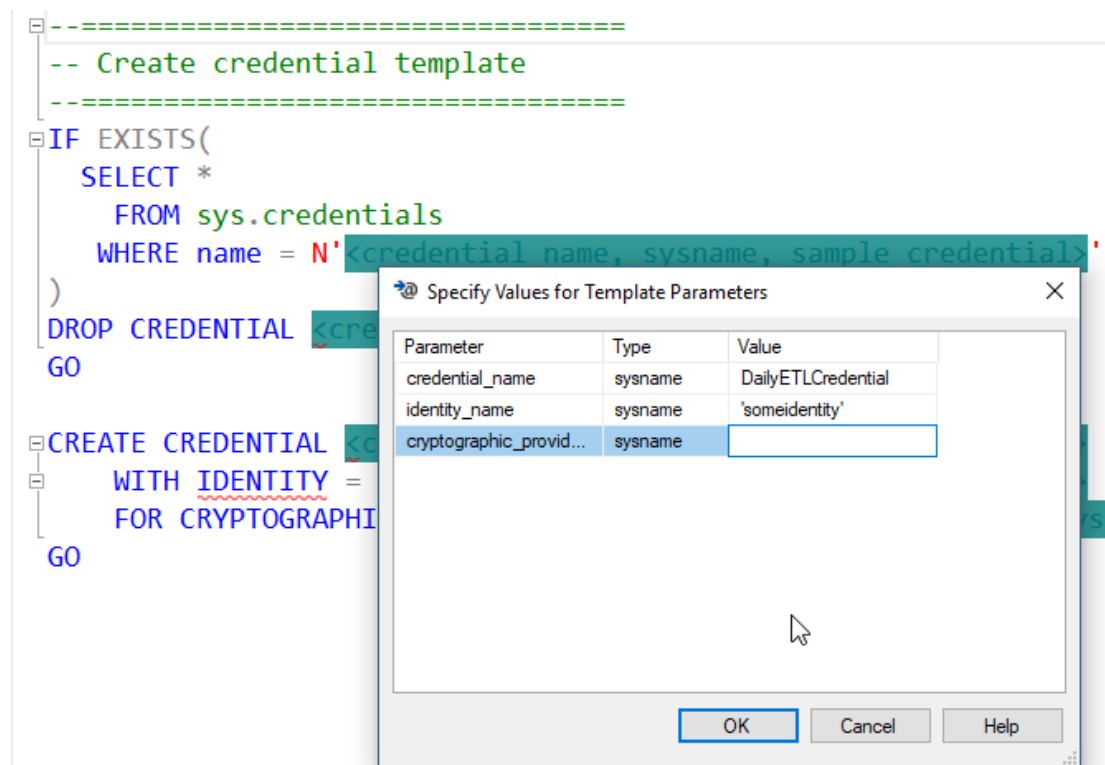 --=================================
-- Create credential template
--=================================
IF EXISTS(
SELECT *
FROM sys.credentials
WHERE name = N'<credential_name, sysname, sample_credential>'
)
DROP CREDENTIAL <cre
GO
CREATE CREDENTIAL <c
WITH IDENTITY =
FOR CRYPTOGRAPHI
GO
Specify Values for Template Parameters
Parameter Type Value
credential_name sysname DailyETLCredential
identity_name sysname 'someidentity'
cryptographic_provid... sysname
OK Cancel Help